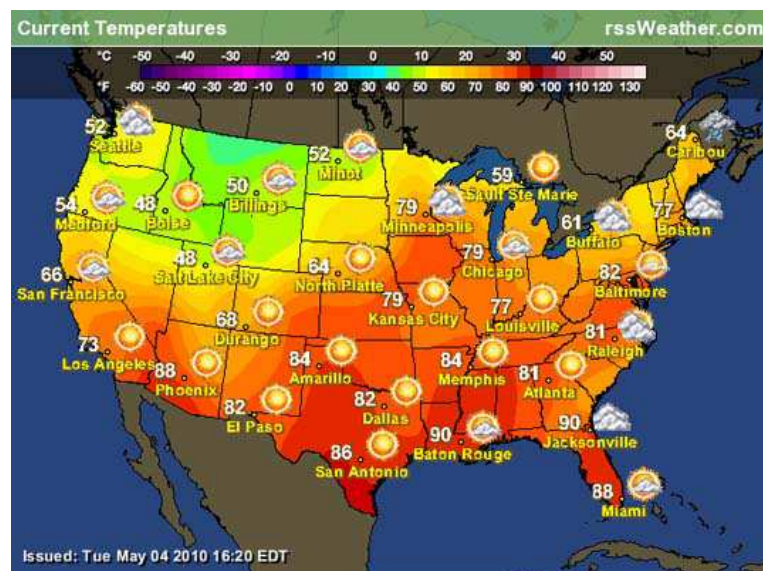 Current Temperatures
rssWeather.com
°C -50 -40 -30 -20 -10 0 10 20 30 40 50
°F -60 -50 -40 -30 -20 -10 0 10 20 30 40 50 60 70 80 90 100 110 120 130
52
Seattle
52
Minot
64
Caribou
54
Medford
48
Boise
50
Billings
59
Sault Ste Marie
79
Minneapolis
61
Buffalo
77
Boston
66
San Francisco
48
Salt Lake City
64
North Platte
79
Chicago
82
Baltimore
68
Durango
79
Kansas City
77
Louisville
81
Raleigh
73
Los Angeles
88
Phoenix
84
Amarillo
84
Memphis
81
Atlanta
82
El Paso
82
Dallas
86
San Antonio
90
Baton Rouge
90
Jacksonville
88
Miami
Issued: Tue May 04 2010 16:20 EDT